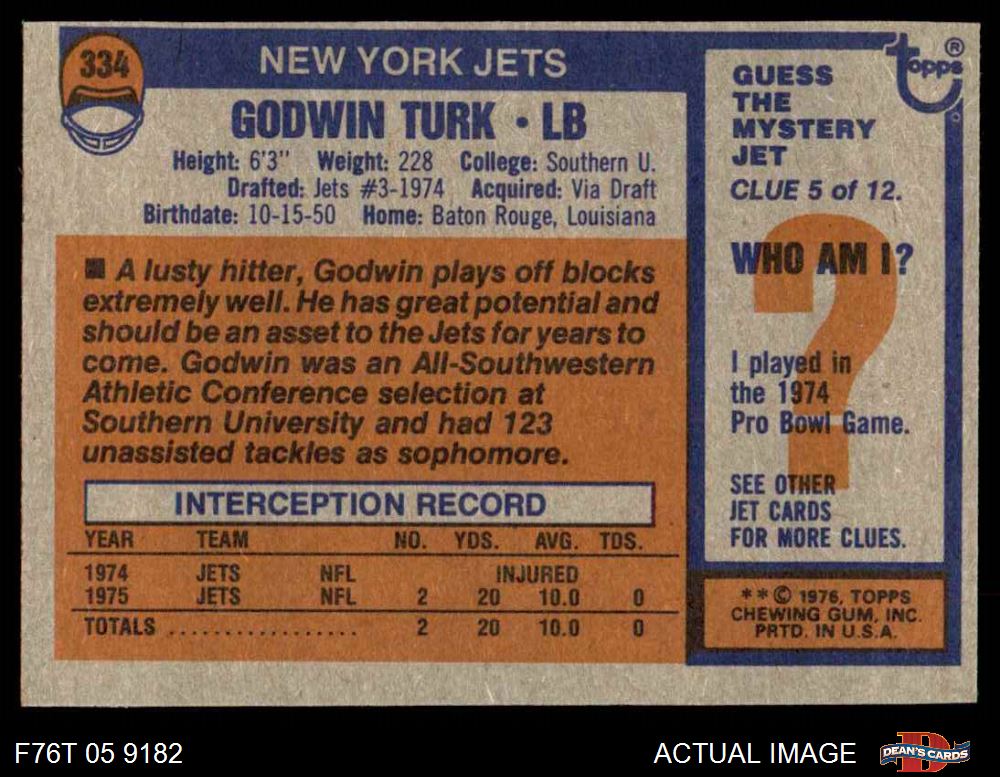 334
NEW YORK JETS
GODWIN TURK • LB
Height: 6'3" Weight: 228 College: Southern U.
Drafted: Jets #3-1974 Acquired: Via Draft
Birthdate: 10-15-50 Home: Baton Rouge, Louisiana
■ A lusty hitter, Godwin plays off blocks
extremely well. He has great potential and
should be an asset to the Jets for years to
come. Godwin was an All-Southwestern
Athletic Conference selection at
Southern University and had 123
unassisted tackles as sophomore.
INTERCEPTION RECORD
YEAR TEAM NO. YDS. AVG. TDS.
1974 JETS NFL INJURED
1975 JETS NFL 2 20 10.0 0
TOTALS .................. 2 20 10.0 0
topps ®
GUESS
THE
MYSTERY
JET
CLUE 5 of 12.
?
WHO AM I?
I played in
the 1974
Pro Bowl Game.
SEE OTHER
JET CARDS
FOR MORE CLUES.
** © 1976, TOPPS
CHEWING GUM, INC.
PRTD. IN U.S.A.
F76T 05 9182
ACTUAL IMAGE
D
DEAN'S CARDS